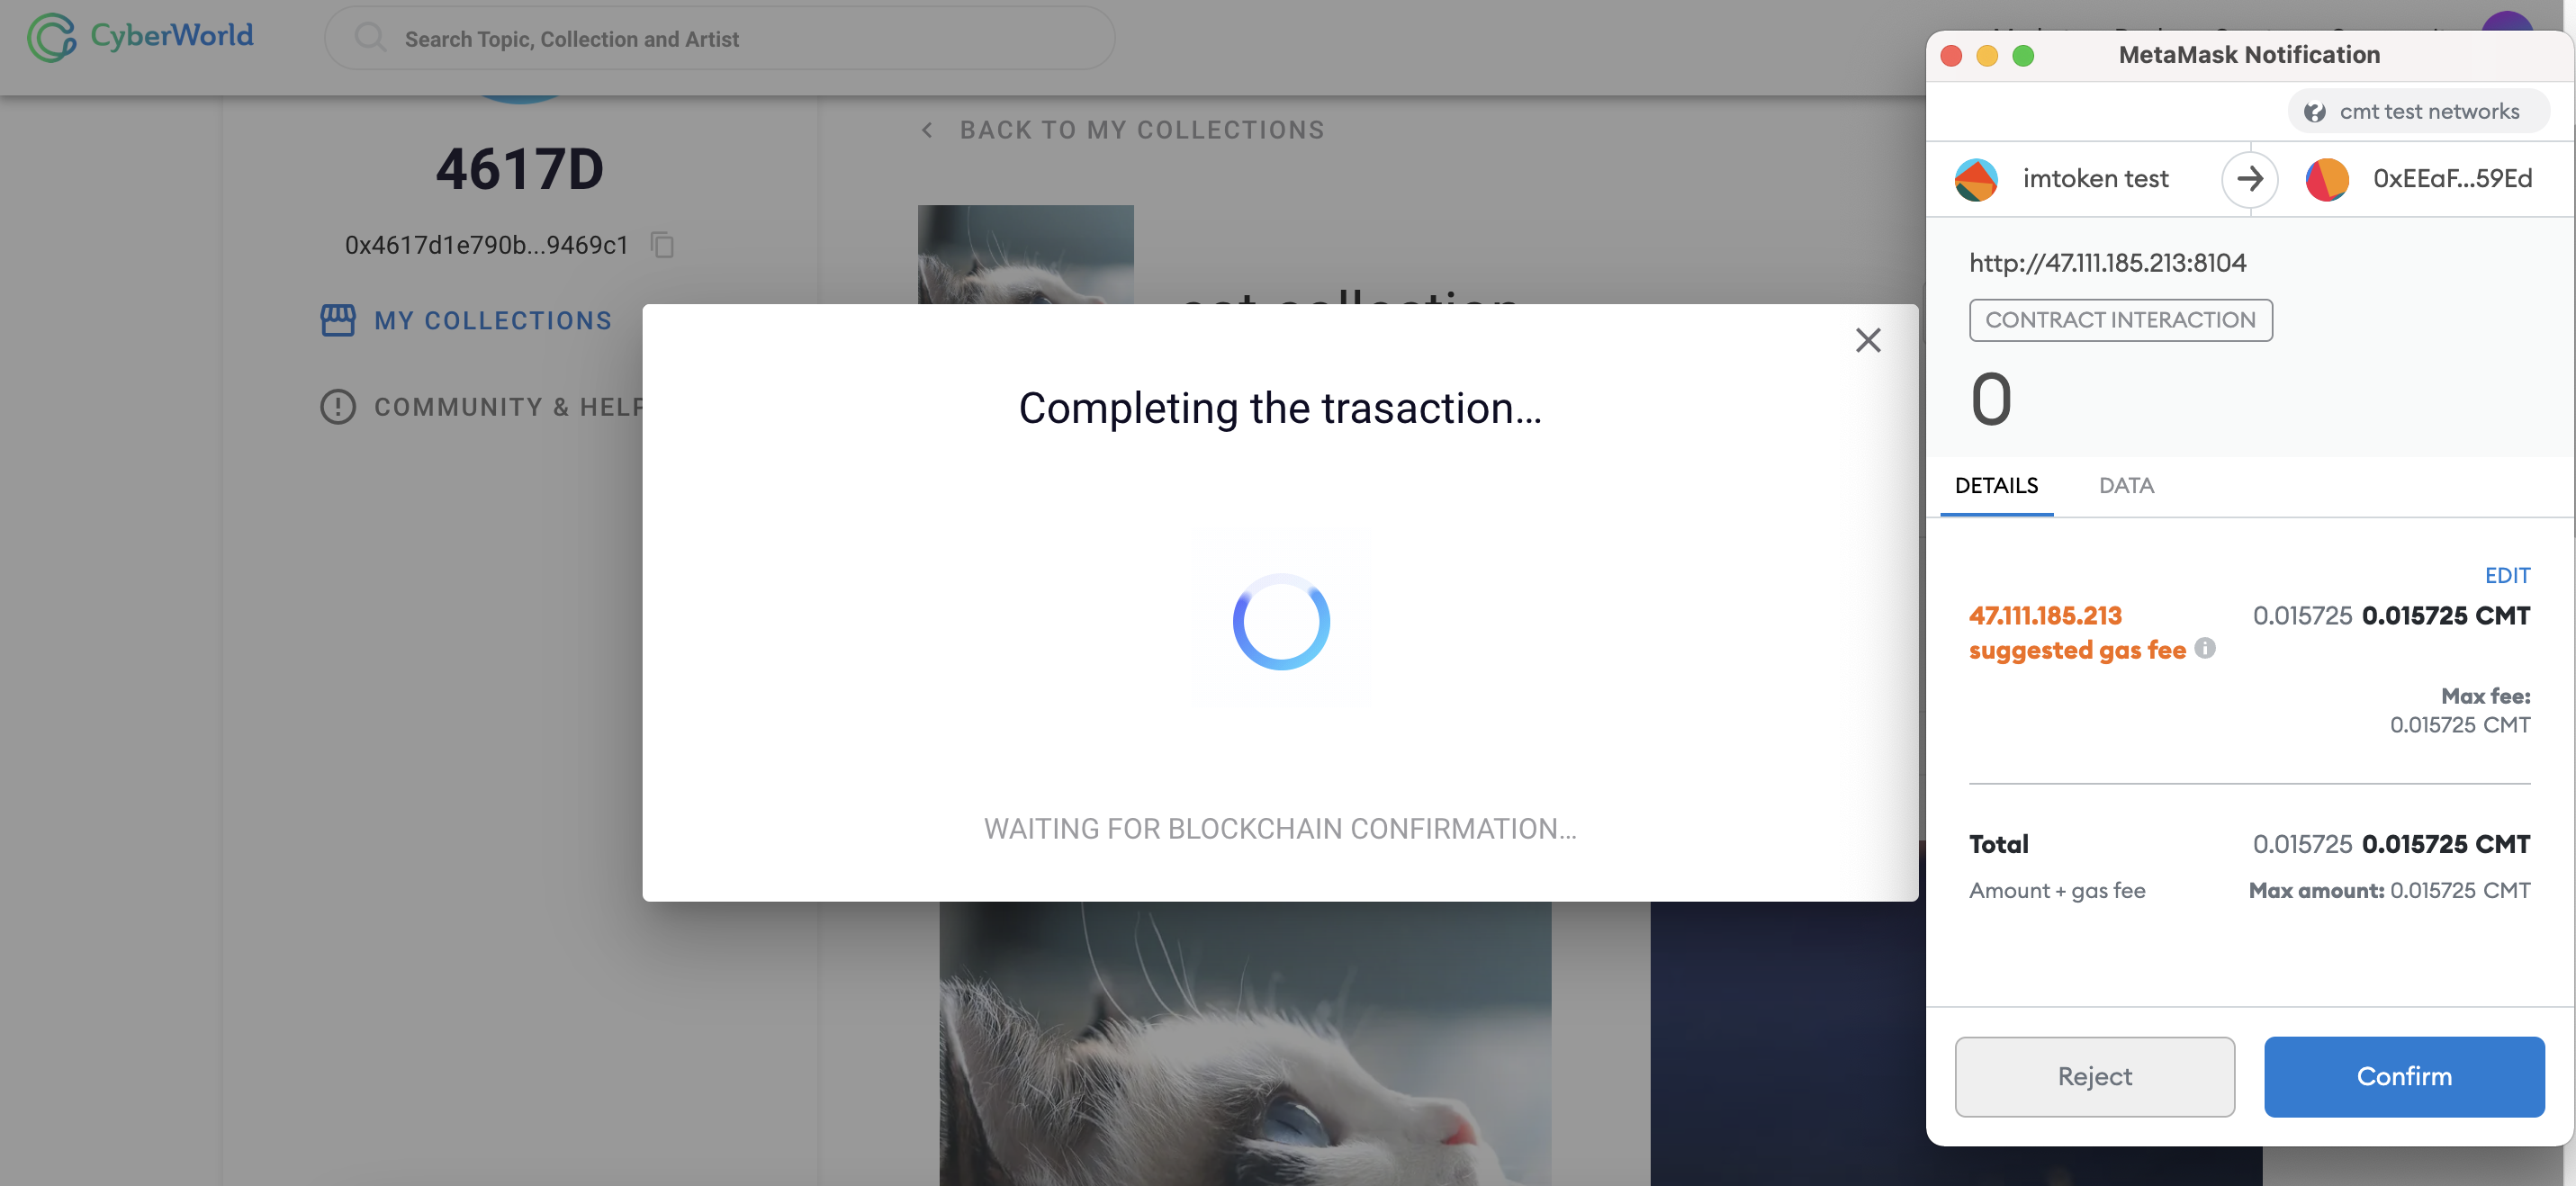 CyberWorld
Search Topic, Collection and Artist
4617D
0x4617d1e790b...9469c1
MY COLLECTIONS
COMMUNITY & HELP
BACK TO MY COLLECTIONS
cat collection
Completing the trasaction...
WAITING FOR BLOCKCHAIN CONFIRMATION...
MetaMask Notification
cmt test networks
imtoken test
0xEEaF...59Ed
http://47.111.185.213:8104
CONTRACT INTERACTION
0
DETAILS
DATA
EDIT
47.111.185.213 0.015725 0.015725 CMT
suggested gas fee
Max fee:
0.015725 CMT
Total 0.015725 0.015725 CMT
Amount + gas fee Max amount: 0.015725 CMT
Reject
Confirm